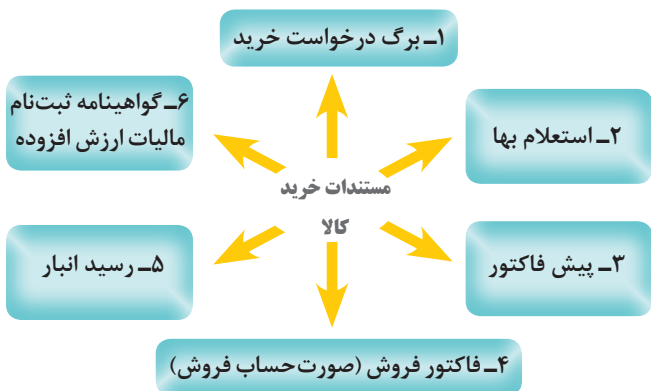 ۱ـ برگ درخواست خرید
۲ـ استعلام بها
۳ـ پیش فاکتور
۴ـ فاکتور فروش (صورت‌حساب فروش)
۵ـ رسید انبار
۶ـ گواهینامه ثبت‌نام
مالیات ارزش افزوده
مستندات خرید
کالا